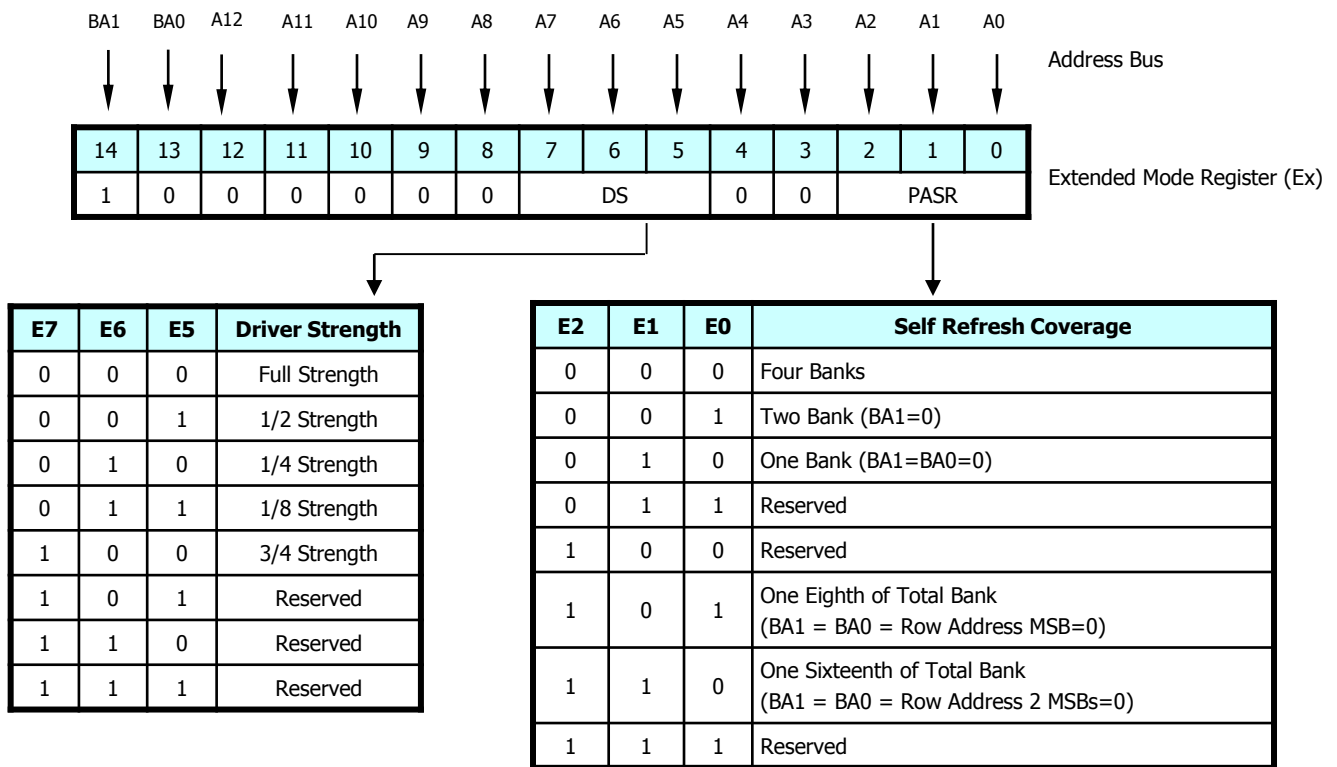 BA1 BA0 A12 A11 A10 A9 A8 A7 A6 A5 A4 A3 A2 A1 A0
Address Bus
14 13 12 11 10 9 8 7 6 5 4 3 2 1 0
1 0 0 0 0 0 0 DS 0 0 PASR
Extended Mode Register (Ex)
E7 E6 E5 Driver Strength
0 0 0 Full Strength
0 0 1 1/2 Strength
0 1 0 1/4 Strength
0 1 1 1/8 Strength
1 0 0 3/4 Strength
1 0 1 Reserved
1 1 0 Reserved
1 1 1 Reserved
E2 E1 E0 Self Refresh Coverage
0 0 0 Four Banks
0 0 1 Two Bank (BA1=0)
0 1 0 One Bank (BA1=BA0=0)
0 1 1 Reserved
1 0 0 Reserved
1 0 1 One Eighth of Total Bank
(BA1 = BA0 = Row Address MSB=0)
1 1 0 One Sixteenth of Total Bank
(BA1 = BA0 = Row Address 2 MSBs=0)
1 1 1 Reserved